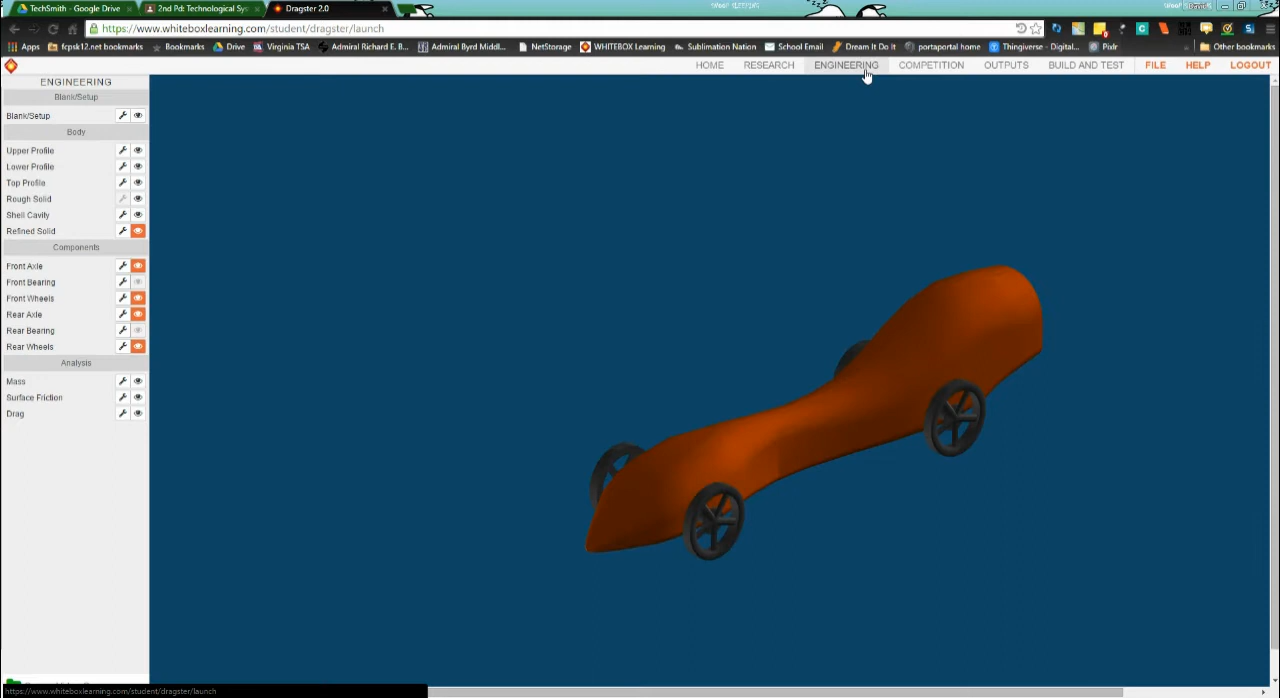 TechSmith - Google Drive
2nd Pd: Technological Sys
Dragster 2.0
https://www.whiteboxlearning.com/student/dragster/launch
Apps
fcpsk12.net bookmarks
Bookmarks
Drive
Virginia TSA
Admiral Richard E. B...
Admiral Byrd Middl...
NetStorage
WHITEBOX Learning
Sublimation Nation
School Email
Dream It Do It
portaportal home
Thingiverse - Digital...
Pixlr
Other bookmarks
HOME
RESEARCH
ENGINEERING
COMPETITION
OUTPUTS
BUILD AND TEST
FILE
HELP
LOGOUT
ENGINEERING
Blank/Setup
Blank/Setup
Body
Upper Profile
Lower Profile
Top Profile
Rough Solid
Shell Cavity
Refined Solid
Components
Front Axle
Front Bearing
Front Wheels
Rear Axle
Rear Bearing
Rear Wheels
Analysis
Mass
Surface Friction
Drag
https://www.whiteboxlearning.com/student/dragster/launch